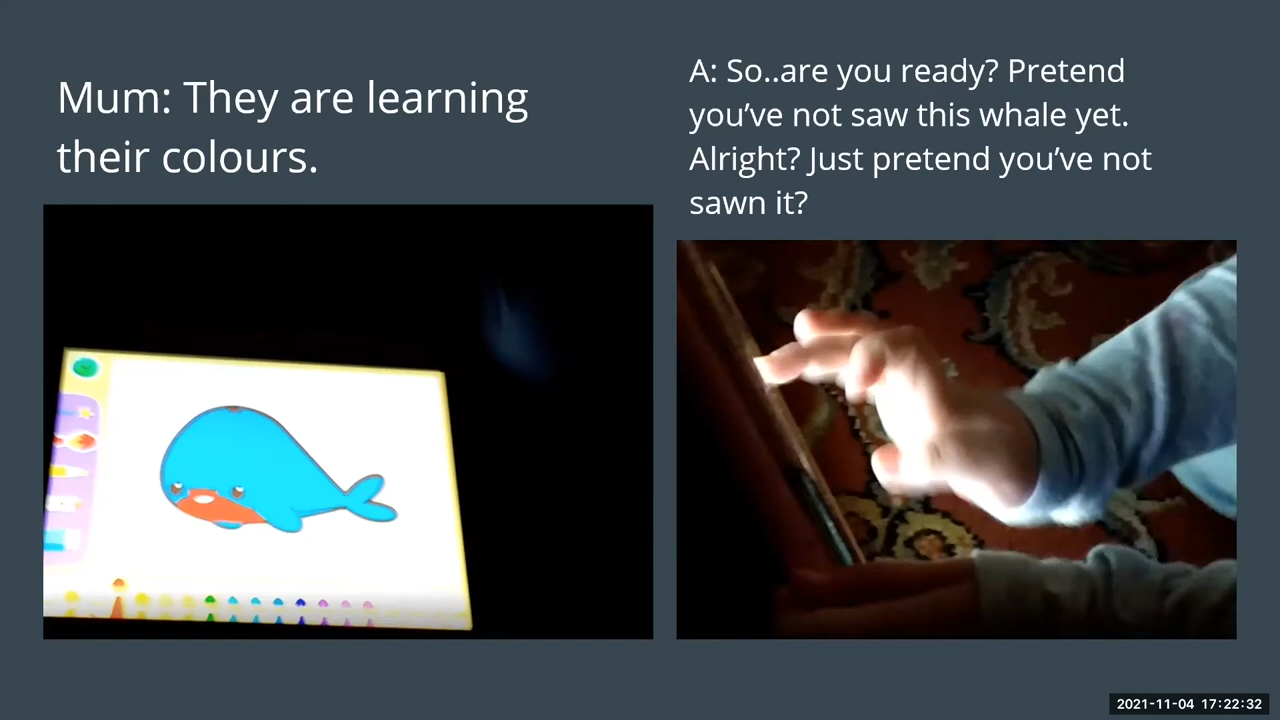 Mum: They are learning
their colours.
A: So..are you ready? Pretend
you’ve not saw this whale yet.
Alright? Just pretend you’ve not
sawn it?
2021-11-04 17:22:32